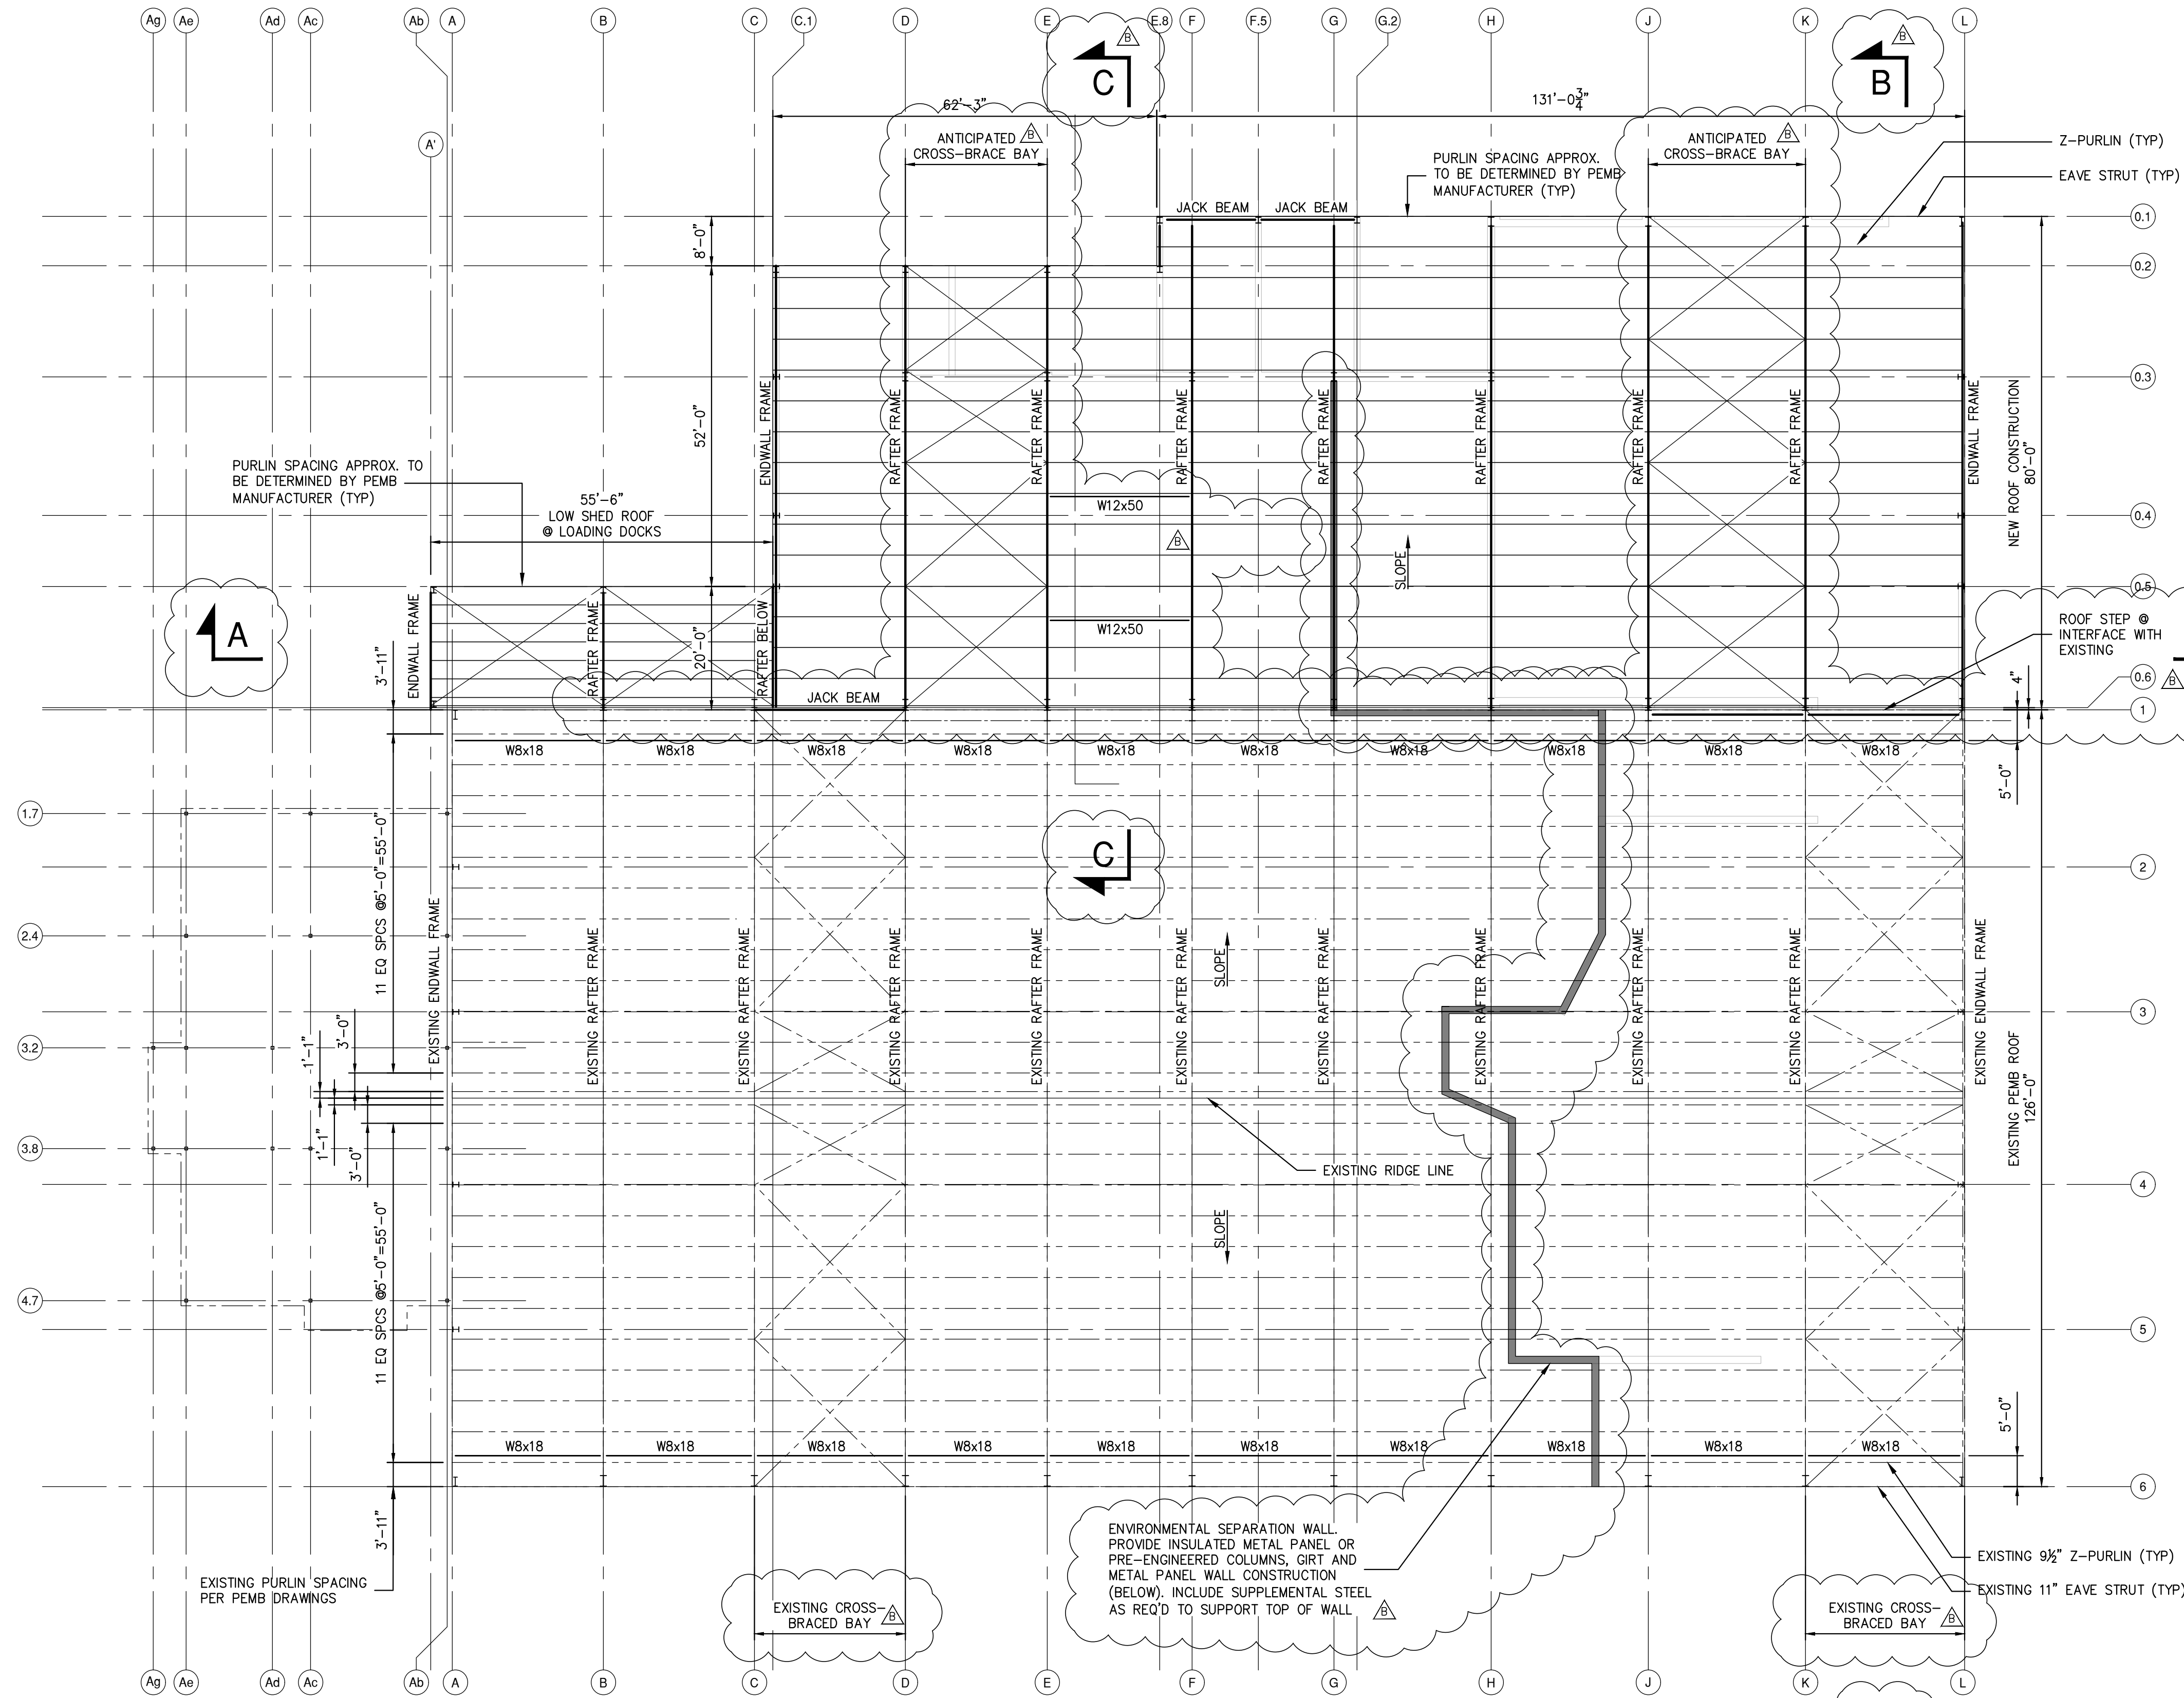 Ag Ae Ad Ac Ab A B C C.1 D E E.8 F F.5 G G.2 H J K L
A'
C B
B B
62'-3"
131'-0 3/4"
ANTICIPATED B
CROSS-BRACE BAY
ANTICIPATED B
CROSS-BRACE BAY
PURLIN SPACING APPROX.
TO BE DETERMINED BY PEMB
MANUFACTURER (TYP)
Z-PURLIN (TYP)
EAVE STRUT (TYP)
JACK BEAM JACK BEAM
8'-0"
0.1
0.2
0.3
0.4
0.5
0.6 B
1
52'-0"
ENDWALL FRAME
RAFTER FRAME
RAFTER FRAME
RAFTER FRAME
RAFTER FRAME
RAFTER FRAME
RAFTER FRAME
RAFTER FRAME
ENDWALL FRAME
NEW ROOF CONSTRUCTION
80'-0"
PURLIN SPACING APPROX. TO
BE DETERMINED BY PEMB
MANUFACTURER (TYP)
55'-6"
LOW SHED ROOF
@ LOADING DOCKS
W12x50
B
SLOPE
W12x50
A
3'-11"
ENDWALL FRAME
RAFTER FRAME
20'-0"
RAFTER BELOW
JACK BEAM
ROOF STEP @
INTERFACE WITH
EXISTING
4"
5'-0"
W8x18 W8x18 W8x18 W8x18 W8x18 W8x18 W8x18 W8x18 W8x18 W8x18
1.7
2.4
3.2
3.8
4.7
2
3
4
5
6
11 EQ SPCS @5'-0"=55'-0"
C
EXISTING ENDWALL FRAME
EXISTING RAFTER FRAME
EXISTING RAFTER FRAME
EXISTING RAFTER FRAME
EXISTING RAFTER FRAME
EXISTING RAFTER FRAME
EXISTING RAFTER FRAME
EXISTING RAFTER FRAME
EXISTING RAFTER FRAME
EXISTING RAFTER FRAME
EXISTING ENDWALL FRAME
SLOPE
1'-1"
3'-0"
1'-1"
3'-0"
EXISTING PEMB ROOF
126'-0"
EXISTING RIDGE LINE
SLOPE
11 EQ SPCS @5'-0"=55'-0"
W8x18 W8x18 W8x18 W8x18 W8x18 W8x18 W8x18 W8x18 W8x18 W8x18
5'-0"
3'-11"
EXISTING PURLIN SPACING
PER PEMB DRAWINGS
ENVIRONMENTAL SEPARATION WALL.
PROVIDE INSULATED METAL PANEL OR
PRE-ENGINEERED COLUMNS, GIRT AND
METAL PANEL WALL CONSTRUCTION
(BELOW). INCLUDE SUPPLEMENTAL STEEL
AS REQ'D TO SUPPORT TOP OF WALL B
EXISTING 9½" Z-PURLIN (TYP)
EXISTING 11" EAVE STRUT (TYP)
EXISTING CROSS-
BRACED BAY B
EXISTING CROSS-
BRACED BAY B
Ag Ae Ad Ac Ab A B C D E F G H J K L